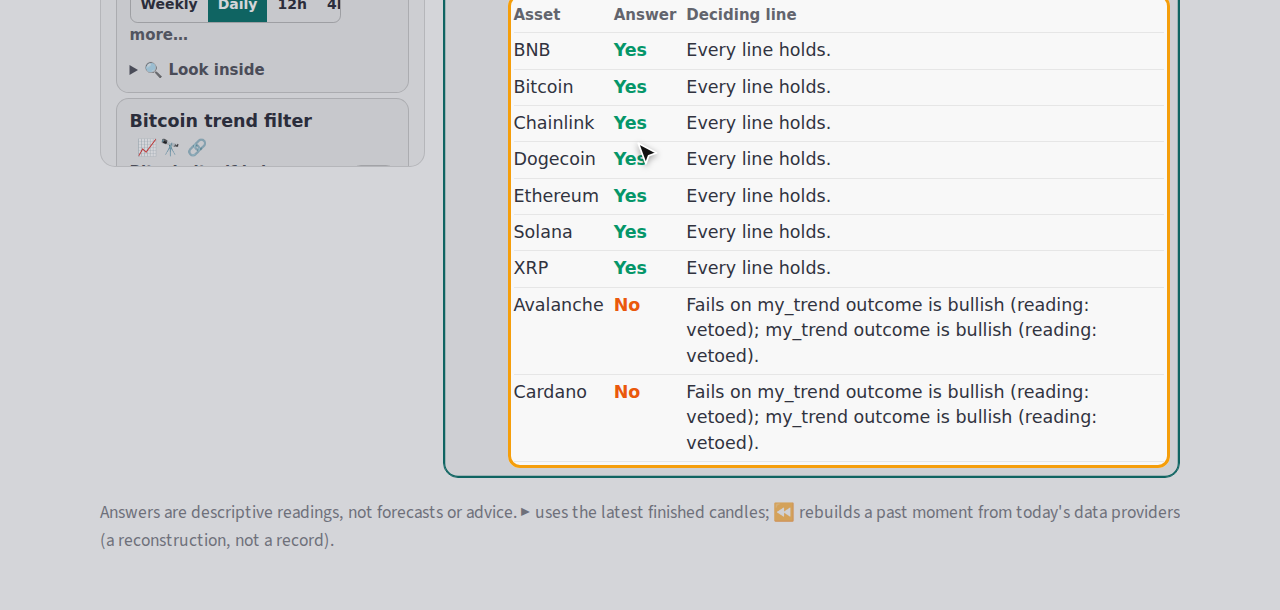 Weekly Daily 12h
more...
▶ 🔍 Look inside
Bitcoin trend filter
📈 🔭 🔗
Asset Answer Deciding line
BNB Yes Every line holds.
Bitcoin Yes Every line holds.
Chainlink Yes Every line holds.
Dogecoin Yes Every line holds.
Ethereum Yes Every line holds.
Solana Yes Every line holds.
XRP Yes Every line holds.
Avalanche No Fails on my_trend outcome is bullish (reading:
vetoed); my_trend outcome is bullish (reading:
vetoed).
Cardano No Fails on my_trend outcome is bullish (reading:
vetoed); my_trend outcome is bullish (reading:
vetoed).
Answers are descriptive readings, not forecasts or advice. ▶ uses the latest finished candles; ⏪ rebuilds a past moment from today's data providers
(a reconstruction, not a record).